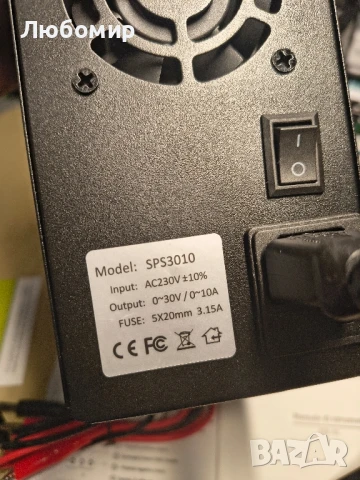 Любомир
I
O
Model: SPS3010
Input: AC230V ±10%
Output: 0~30V / 0~10A
FUSE: 5X20mm 3.15A
CE FC
BAZAR